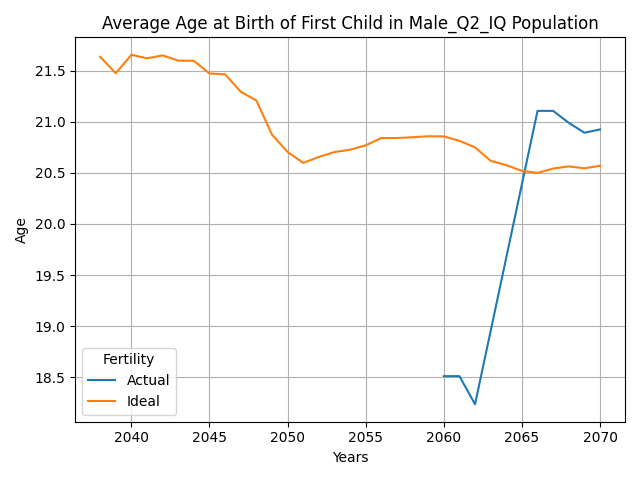 Average Age at Birth of First Child in Male_Q2_IQ Population
21.5
21.0
20.5
20.0
19.5
19.0
18.5
Age
Fertility
Actual
Ideal
2040 2045 2050 2055 2060 2065 2070
Years